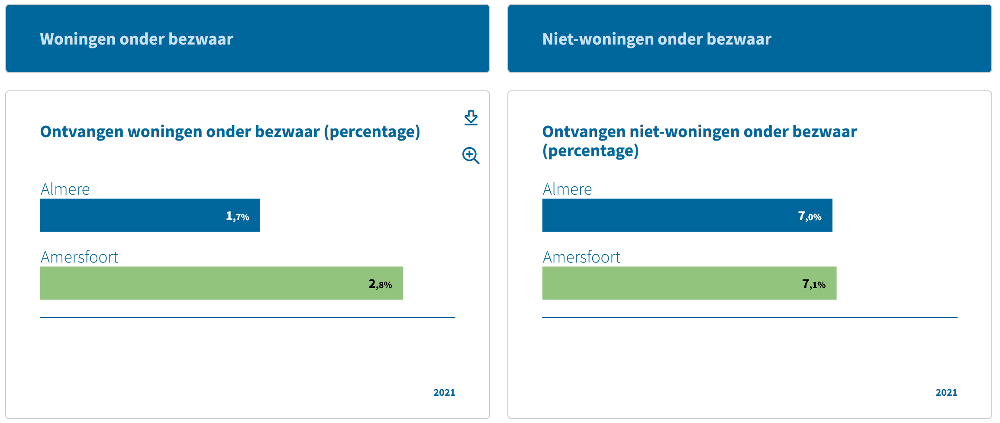 Woningen onder bezwaar
Niet-woningen onder bezwaar
Ontvangen woningen onder bezwaar (percentage)
Almere
1,7%
Amersfoort
2,8%
2021
Ontvangen niet-woningen onder bezwaar
(percentage)
Almere
7,0%
Amersfoort
7,1%
2021